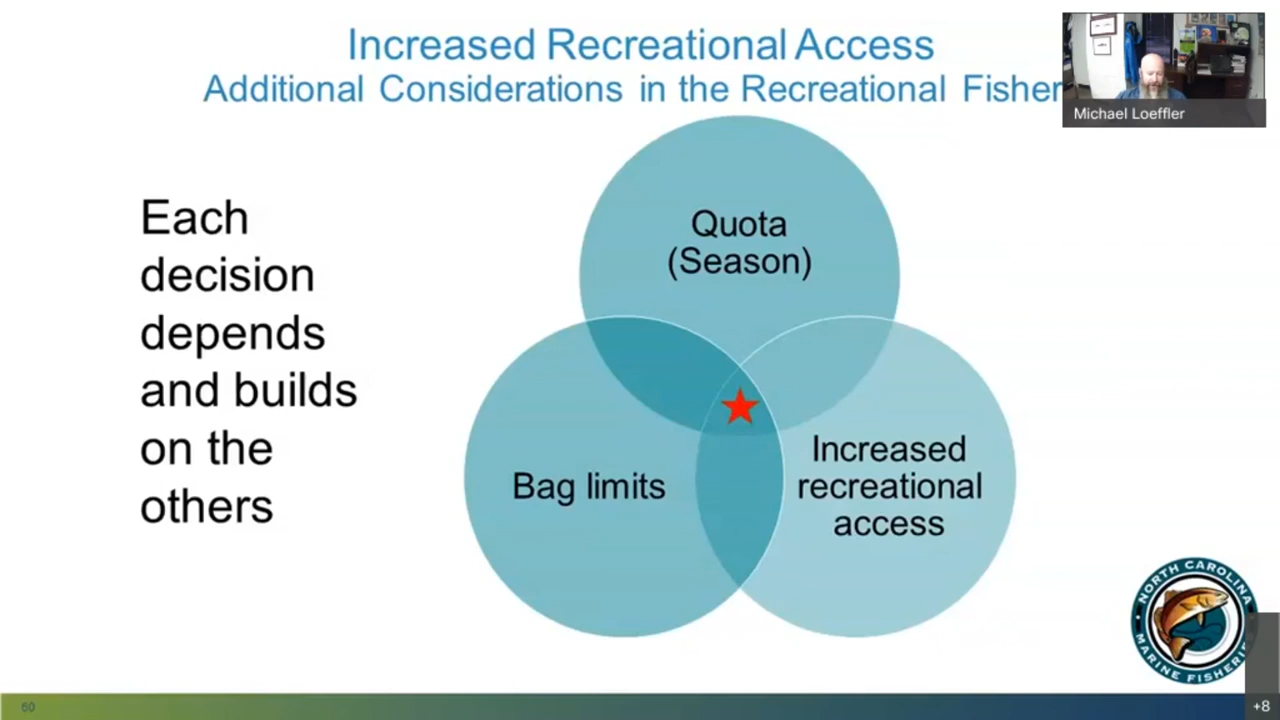 Increased Recreational Access
Additional Considerations in the Recreational Fisher
Michael Loeffler
Each
decision
depends
and builds
on the
others
Quota
(Season)
Bag limits
Increased
recreational
access
NORTH CAROLINA
MARINE FISHERI
60
+8